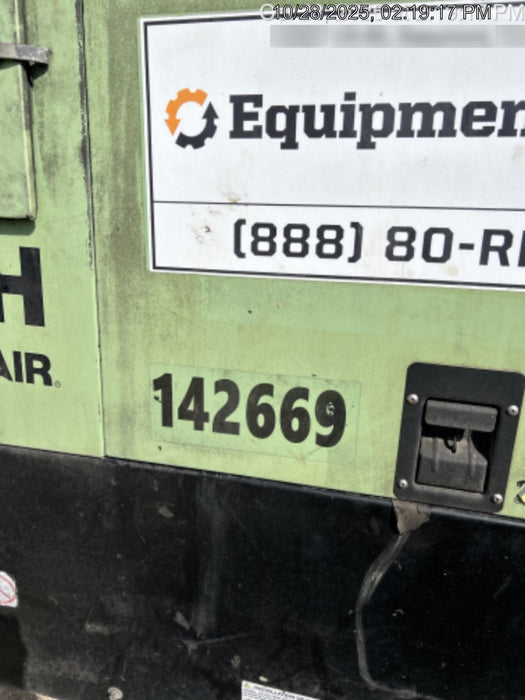 10/28/2025, 02:19:17 PM
Equipmen
(888) 80-R
H
AIR®
142669